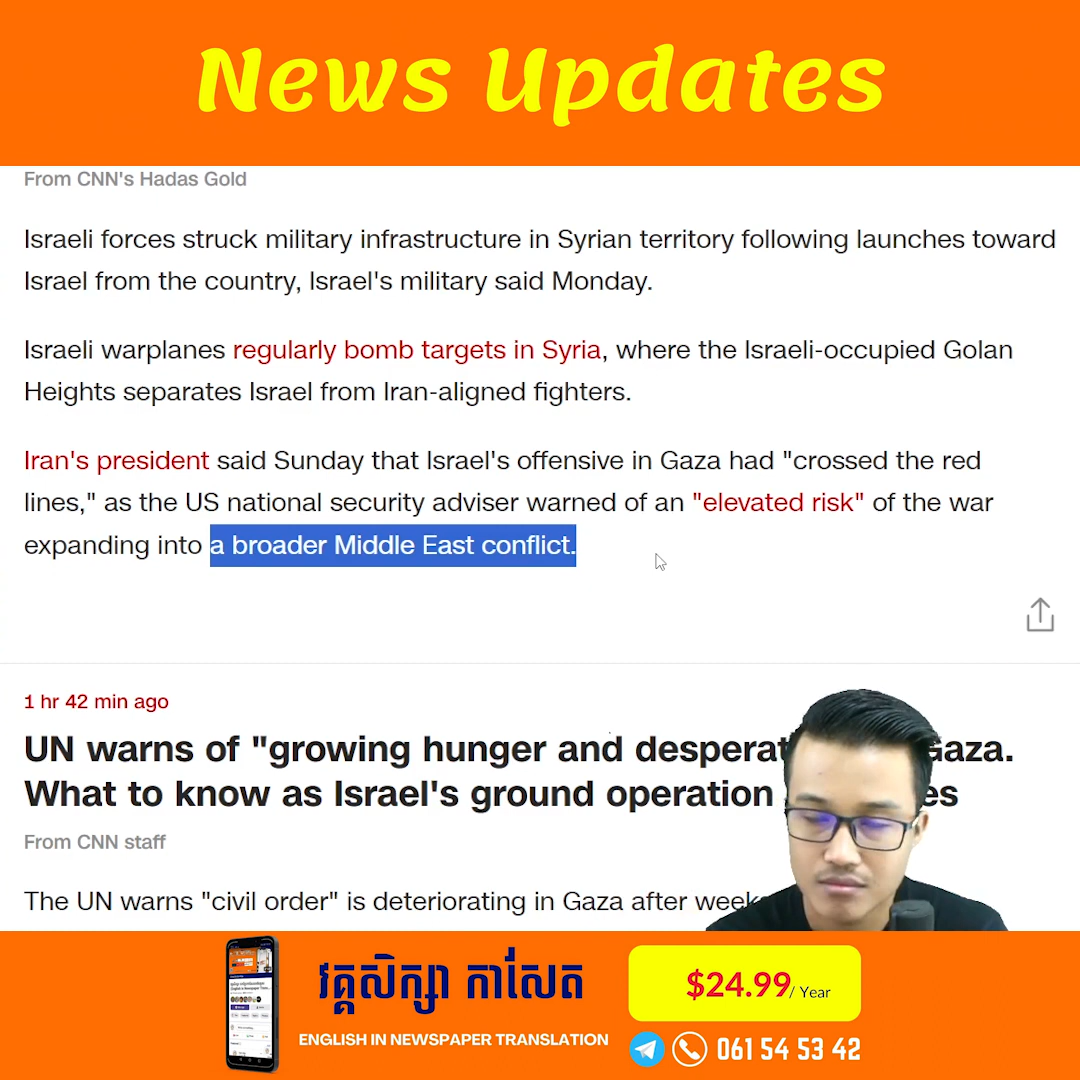 News Updates
From CNN's Hadas Gold
Israeli forces struck military infrastructure in Syrian territory following launches toward
Israel from the country, Israel's military said Monday.
Israeli warplanes regularly bomb targets in Syria, where the Israeli-occupied Golan
Heights separates Israel from Iran-aligned fighters.
Iran's president said Sunday that Israel's offensive in Gaza had "crossed the red
lines," as the US national security adviser warned of an "elevated risk" of the war
expanding into a broader Middle East conflict.
1 hr 42 min ago
UN warns of "growing hunger and Gaza.
What to know as Israel's ground operation
From CNN staff
The UN warns "civil order" is deteriorating in Gaza after
វគ្គសិក្សា កាសែត
$24.99/ Year
ENGLISH IN NEWSPAPER TRANSLATION
061 54 53 42